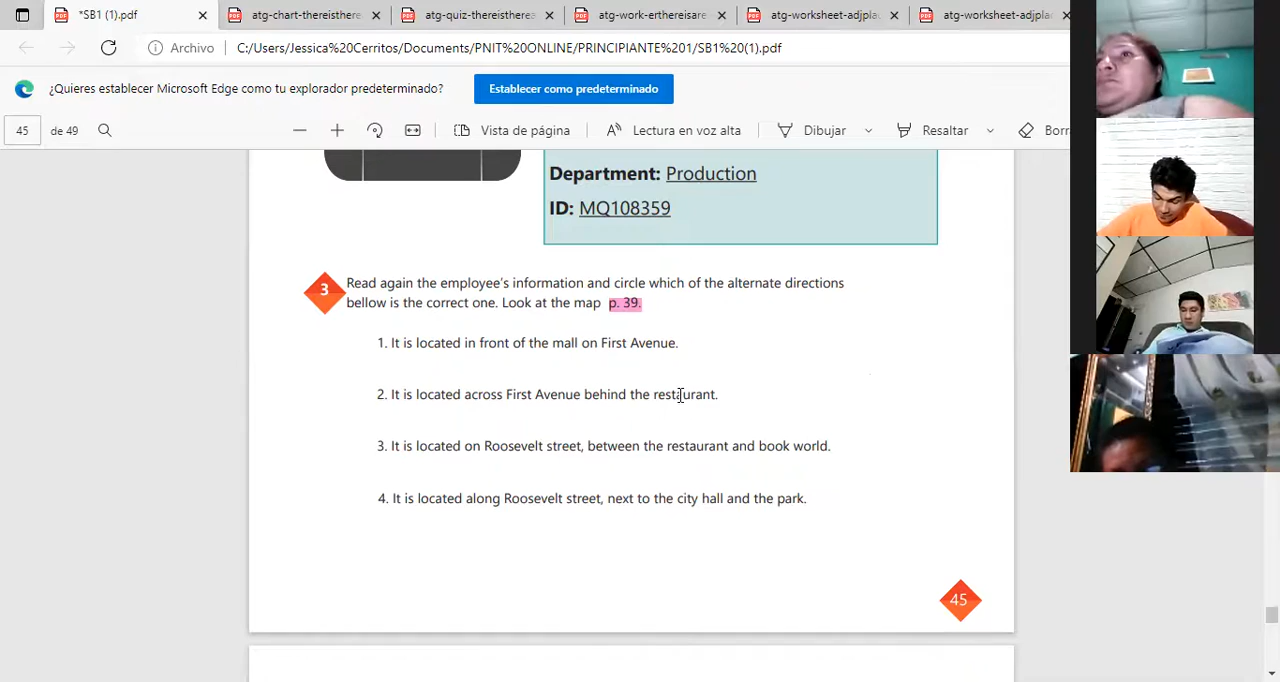 *SB1 (1).pdf
atg-chart-thereisthere
atg-quiz-therisetherea
atg-work-erthereisare
atg-worksheet-adjpla
atg-worksheet-adjpla
Archivo
C:/Users/Jessica%20Cerritos/Documents/PNIT%20ONLINE/PRINCIPIANTE%201/SB1%20(1).pdf
¿Quieres establecer Microsoft Edge como tu explorador predeterminado?
Establecer como predeterminado
45
de 49
Vista de página
Lectura en voz alta
Dibujar
Resaltar
Borr
Department: Production
ID: MQ108359
3
Read again the employee's information and circle which of the alternate directions
bellow is the correct one. Look at the map p. 39.
1. It is located in front of the mall on First Avenue.
2. It is located across First Avenue behind the restaurant.
3. It is located on Roosevelt street, between the restaurant and book world.
4. It is located along Roosevelt street, next to the city hall and the park.
45